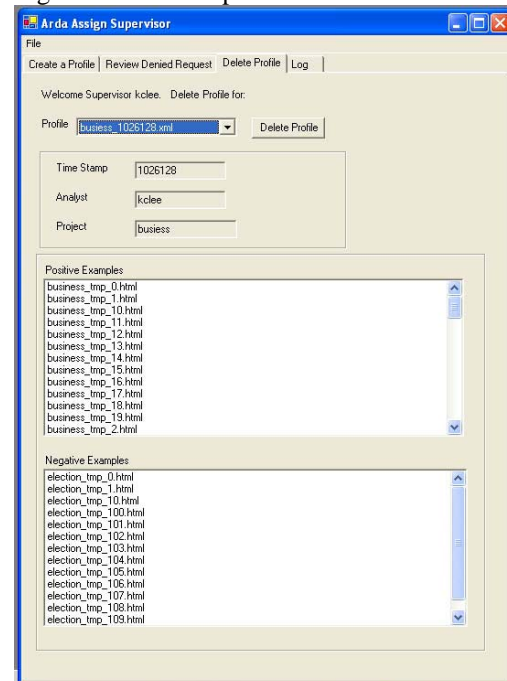 Arda Assign Supervisor
File
Create a Profile Review Denied Request Delete Profile Log
Welcome Supervisor kclee. Delete Profile for:
Profile busiess_1026128.xml Delete Profile
Time Stamp 1026128
Analyst kclee
Project busiess
Positive Examples
business_tmp_0.html
business_tmp_1.html
business_tmp_10.html
business_tmp_11.html
business_tmp_12.html
business_tmp_13.html
business_tmp_14.html
business_tmp_15.html
business_tmp_16.html
business_tmp_17.html
business_tmp_18.html
business_tmp_19.html
business_tmp_2.html
Negative Examples
election_tmp_0.html
election_tmp_1.html
election_tmp_10.html
election_tmp_100.html
election_tmp_101.html
election_tmp_102.html
election_tmp_103.html
election_tmp_104.html
election_tmp_105.html
election_tmp_106.html
election_tmp_107.html
election_tmp_108.html
election_tmp_109.html